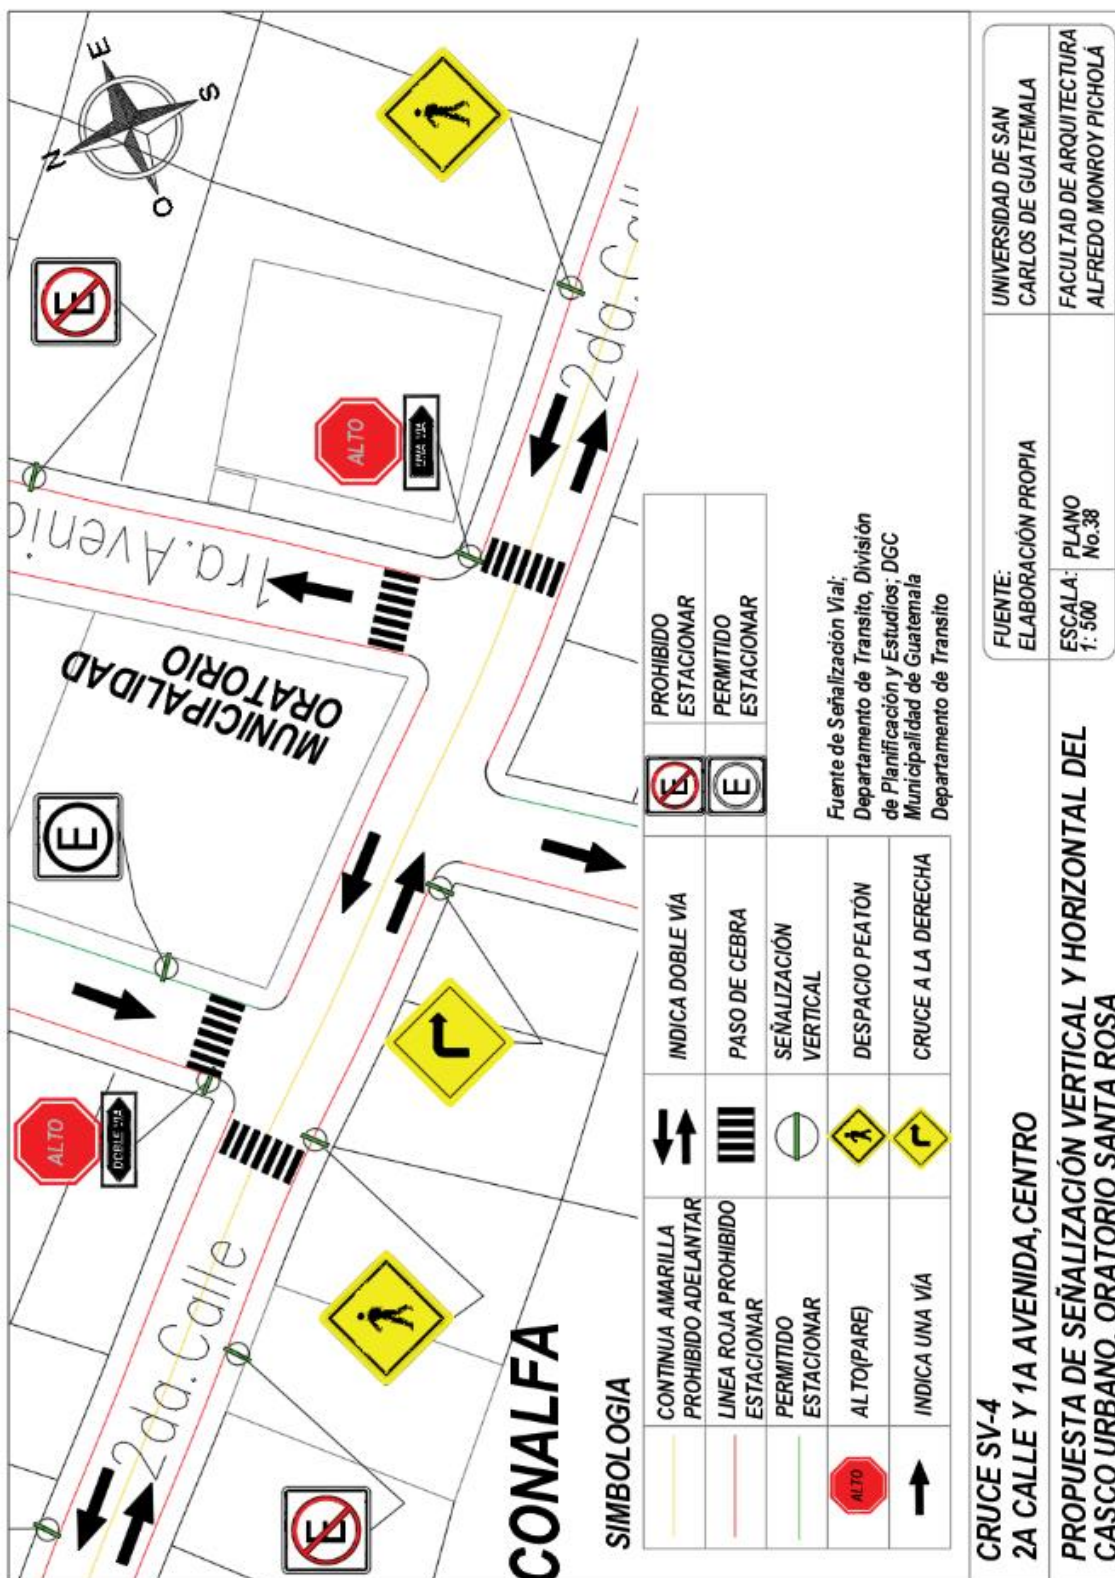 N
E
S
O
E
E
ALTO
UNA VIA
1ra. Avenid
MUNICIPALIDAD
ORATORIO
ALTO
DOBLE VIA
2da. Calle
2da. Call
E
CONALFA
SIMBOLOGIA
CONTINUA AMARILLA
PROHIBIDO ADELANTAR
LINEA ROJA PROHIBIDO
ESTACIONAR
PERMITIDO
ESTACIONAR
ALTO
ALTO(PARE)
INDICA UNA VÍA
INDICA DOBLE VÍA
PASO DE CEBRA
SEÑALIZACIÓN
VERTICAL
DESPACIO PEATÓN
CRUCE A LA DERECHA
E
PROHIBIDO
ESTACIONAR
E
PERMITIDO
ESTACIONAR
Fuente de Señalización Vial;
Departamento de Transito, División
de Planificación y Estudios; DGC
Municipalidad de Guatemala
Departamento de Transito
CRUCE SV-4
2A CALLE Y 1A AVENIDA,CENTRO
PROPUESTA DE SEÑALIZACIÓN VERTICAL Y HORIZONTAL DEL
CASCO URBANO, ORATORIO SANTA ROSA
FUENTE:
ELABORACIÓN PROPIA
UNIVERSIDAD DE SAN
CARLOS DE GUATEMALA
ESCALA:
1: 500
PLANO
No.38
FACULTAD DE ARQUITECTURA
ALFREDO MONROY PICHOLÁ